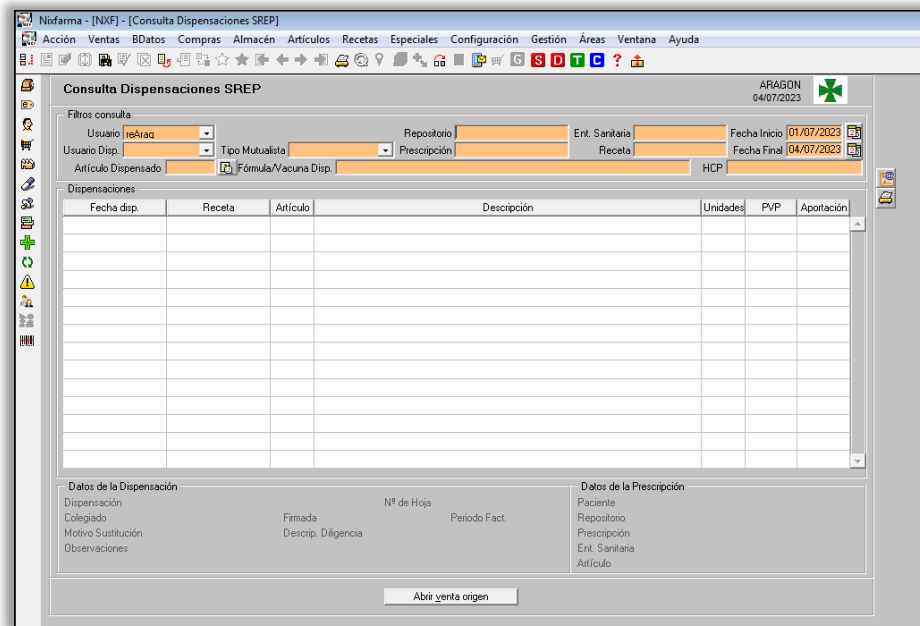 Nixfarma - [NXF] - [Consulta Dispensaciones SREP]
Acción Ventas BDatos Compras Almacén Artículos Recetas Especiales Configuración Gestión Áreas Ventana Ayuda
G S D T C ?
Consulta Dispensaciones SREP
ARAGON
04/07/2023
Filtros consulta
Usuario reArag Repositorio Ent. Sanitaria Fecha Inicio 01/07/2023
Usuario Disp. Tipo Mutualista Prescripción Receta Fecha Final 04/07/2023
Artículo Dispensado Fórmula/Vacuna Disp. HCP
Dispensaciones
Fecha disp. Receta Artículo Descripción Unidades PVP Aportación
Datos de la Dispensación Datos de la Prescripción
Dispensación Nº de Hoja Paciente
Colegiado Firmada Periodo Fact. Repositorio
Motivo Sustitución Descrip. Diligencia Prescripción
Observaciones Ent. Sanitaria
Artículo
Abrir venta origen